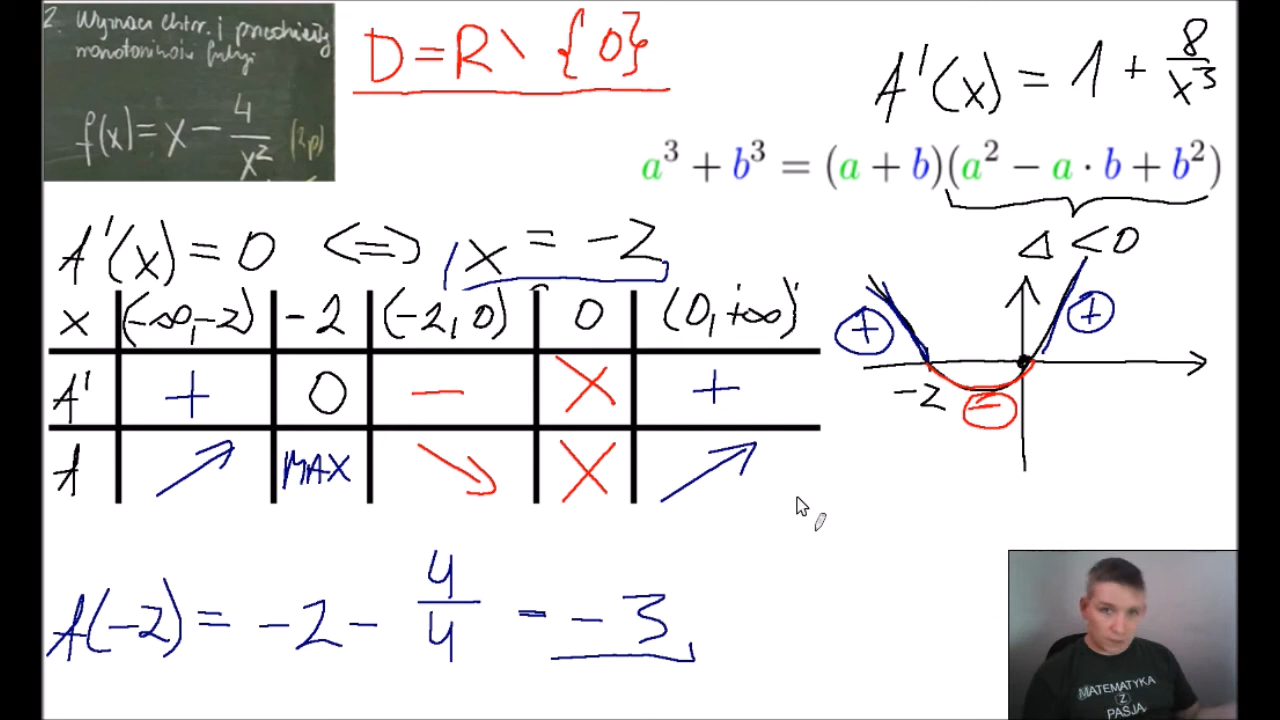 2. Wyznacz ekstr. i przedziały
monotoniczności funkcji
f(x) = x - 4/x² (2p)
D = R \ {0}
f'(x) = 1 + 8/x³
a³ + b³ = (a + b)(a² - a · b + b²)
Δ < 0
f'(x) = 0 <=> x = -2
x (-∞, -2) -2 (-2, 0) 0 (0, +∞)
f' + 0 - X +
f ↗ MAX ↘ X ↗
+ +
-2 -
f(-2) = -2 - 4/4 = -3
MATEMATYKA
Z
PASJĄ